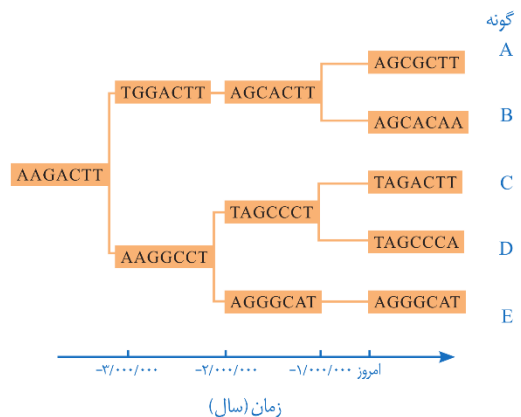 گونه
A
AGCGCTT
TGGACTT
AGCACTT
B
AGCACAA
AAGACTT
C
TAGACTT
TAGCCCT
D
TAGCCCA
AAGGCCT
E
AGGGCAT
AGGGCAT
-۳/۰۰۰/۰۰۰
-۲/۰۰۰/۰۰۰
-۱/۰۰۰/۰۰۰
امروز
زمان (سال)